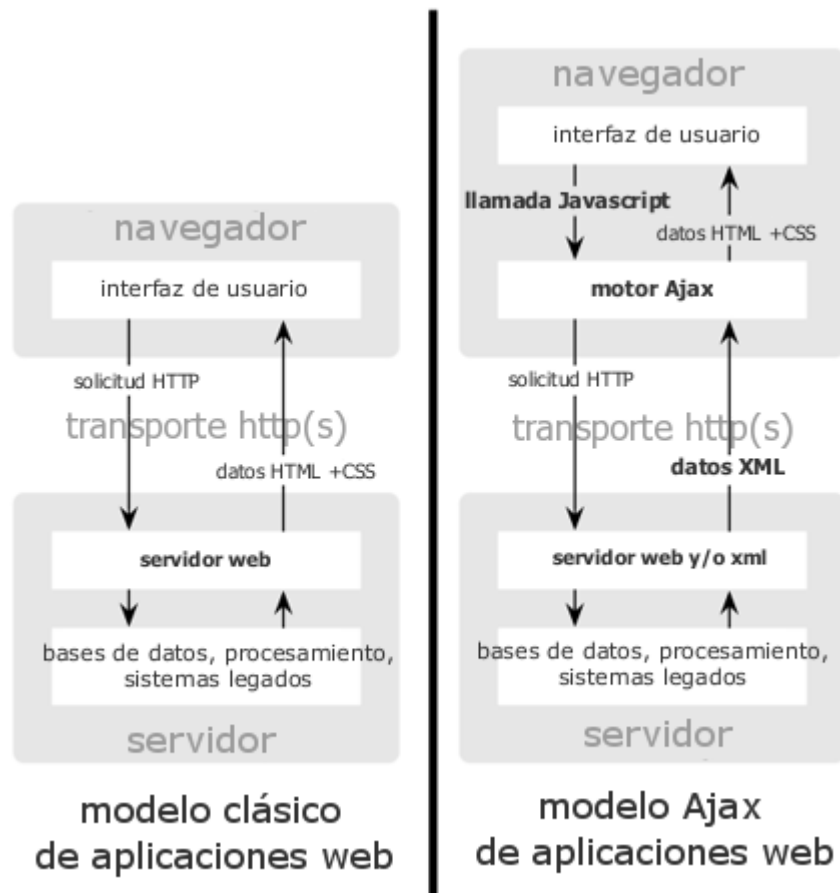 navegador
interfaz de usuario
solicitud HTTP
transporte http(s)
datos HTML +CSS
servidor web
bases de datos, procesamiento,
sistemas legados
servidor
modelo clásico
de aplicaciones web
navegador
interfaz de usuario
llamada Javascript
datos HTML +CSS
motor Ajax
solicitud HTTP
transporte http(s)
datos XML
servidor web y/o xml
bases de datos, procesamiento,
sistemas legados
servidor
modelo Ajax
de aplicaciones web